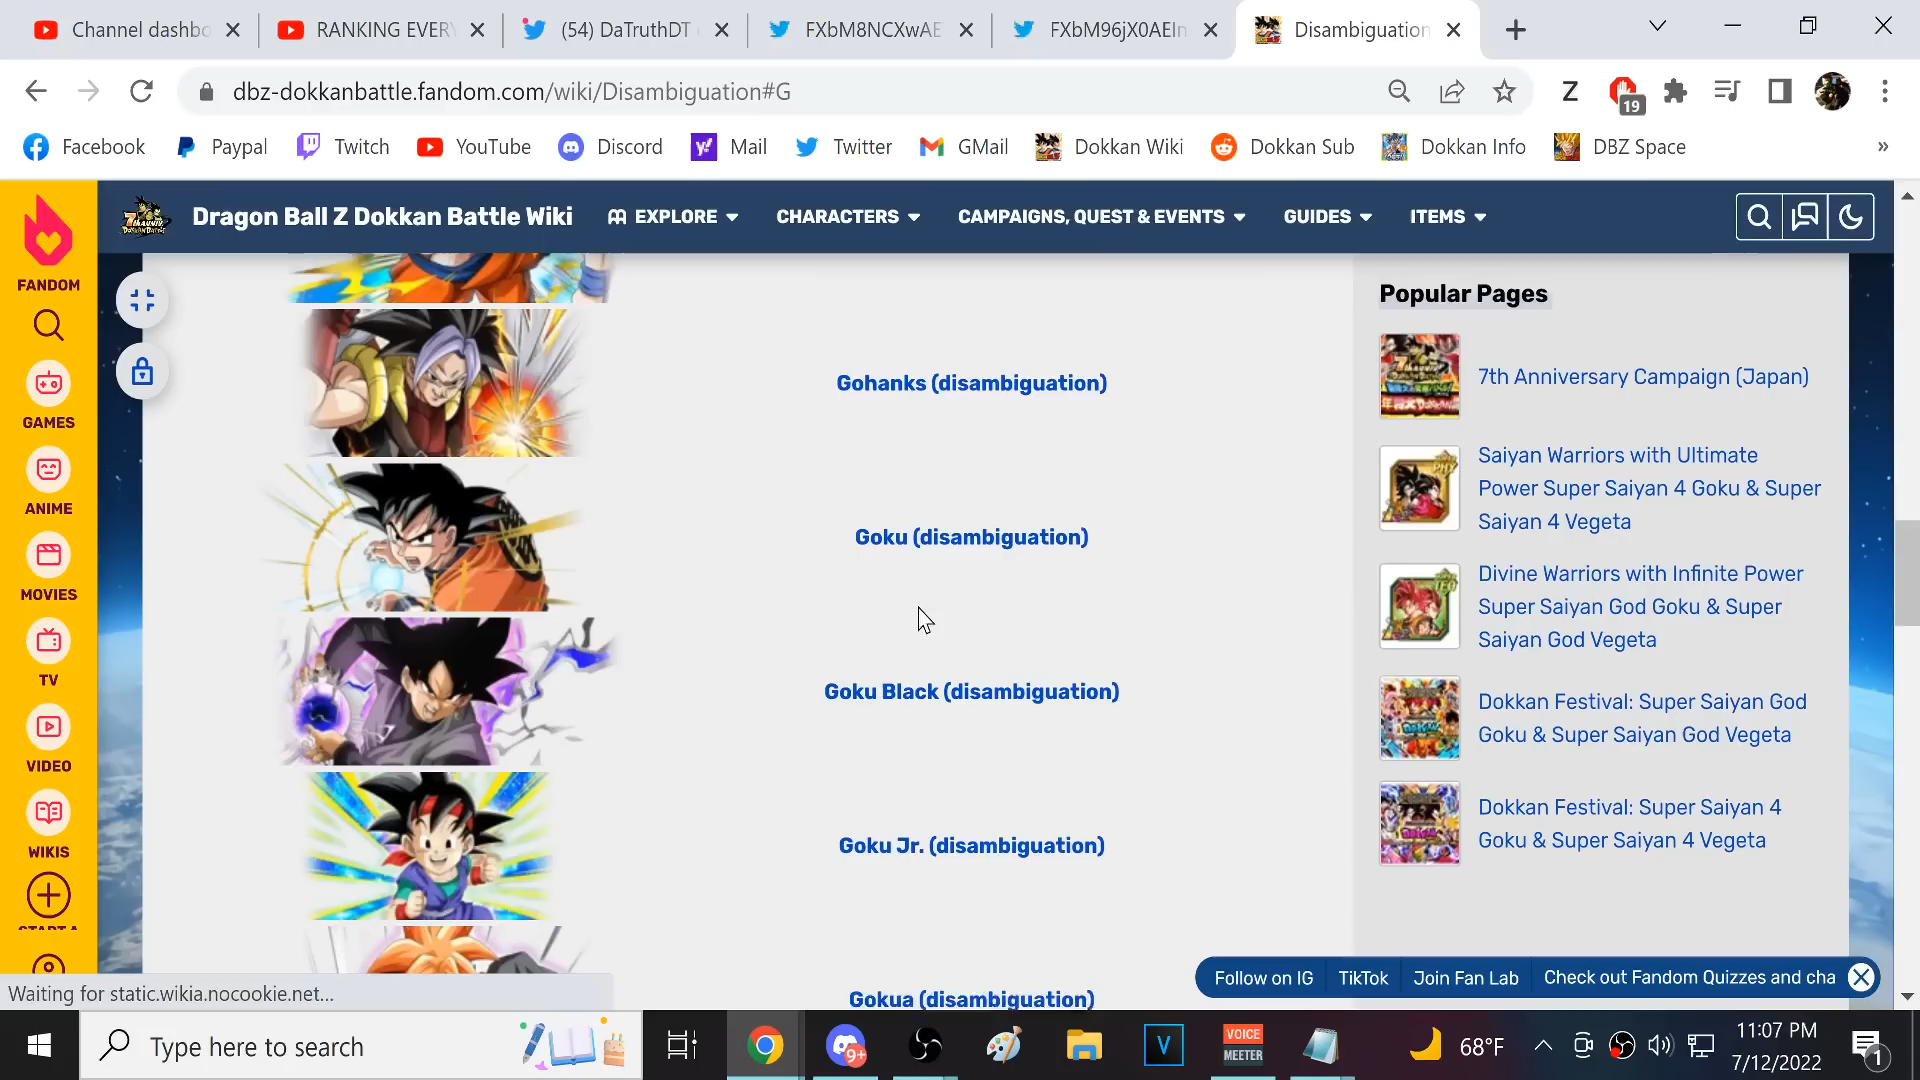 Channel dashbo
RANKING EVERY
(54) DaTruthDT
FXbM8NCXwAE
FXbM96jX0AEIn
Disambiguation
dbz-dokkanbattle.fandom.com/wiki/Disambiguation#G
Z
19
Facebook
Paypal
Twitch
YouTube
Discord
Mail
Twitter
GMail
Dokkan Wiki
Dokkan Sub
Dokkan Info
DBZ Space
»
Dragon Ball Z Dokkan Battle Wiki
EXPLORE
CHARACTERS
CAMPAIGNS, QUEST & EVENTS
GUIDES
ITEMS
FANDOM
GAMES
ANIME
MOVIES
TV
VIDEO
WIKIS
START A
Gohanks (disambiguation)
Goku (disambiguation)
Goku Black (disambiguation)
Goku Jr. (disambiguation)
Gokua (disambiguation)
Popular Pages
7th Anniversary Campaign (Japan)
Saiyan Warriors with Ultimate
Power Super Saiyan 4 Goku & Super
Saiyan 4 Vegeta
Divine Warriors with Infinite Power
Super Saiyan God Goku & Super
Saiyan God Vegeta
Dokkan Festival: Super Saiyan God
Goku & Super Saiyan God Vegeta
Dokkan Festival: Super Saiyan 4
Goku & Super Saiyan 4 Vegeta
Follow on IG
TikTok
Join Fan Lab
Check out Fandom Quizzes and cha
Waiting for static.wikia.nocookie.net...
Type here to search
9+
V
VOICE
MEETER
68°F
11:07 PM
7/12/2022
1